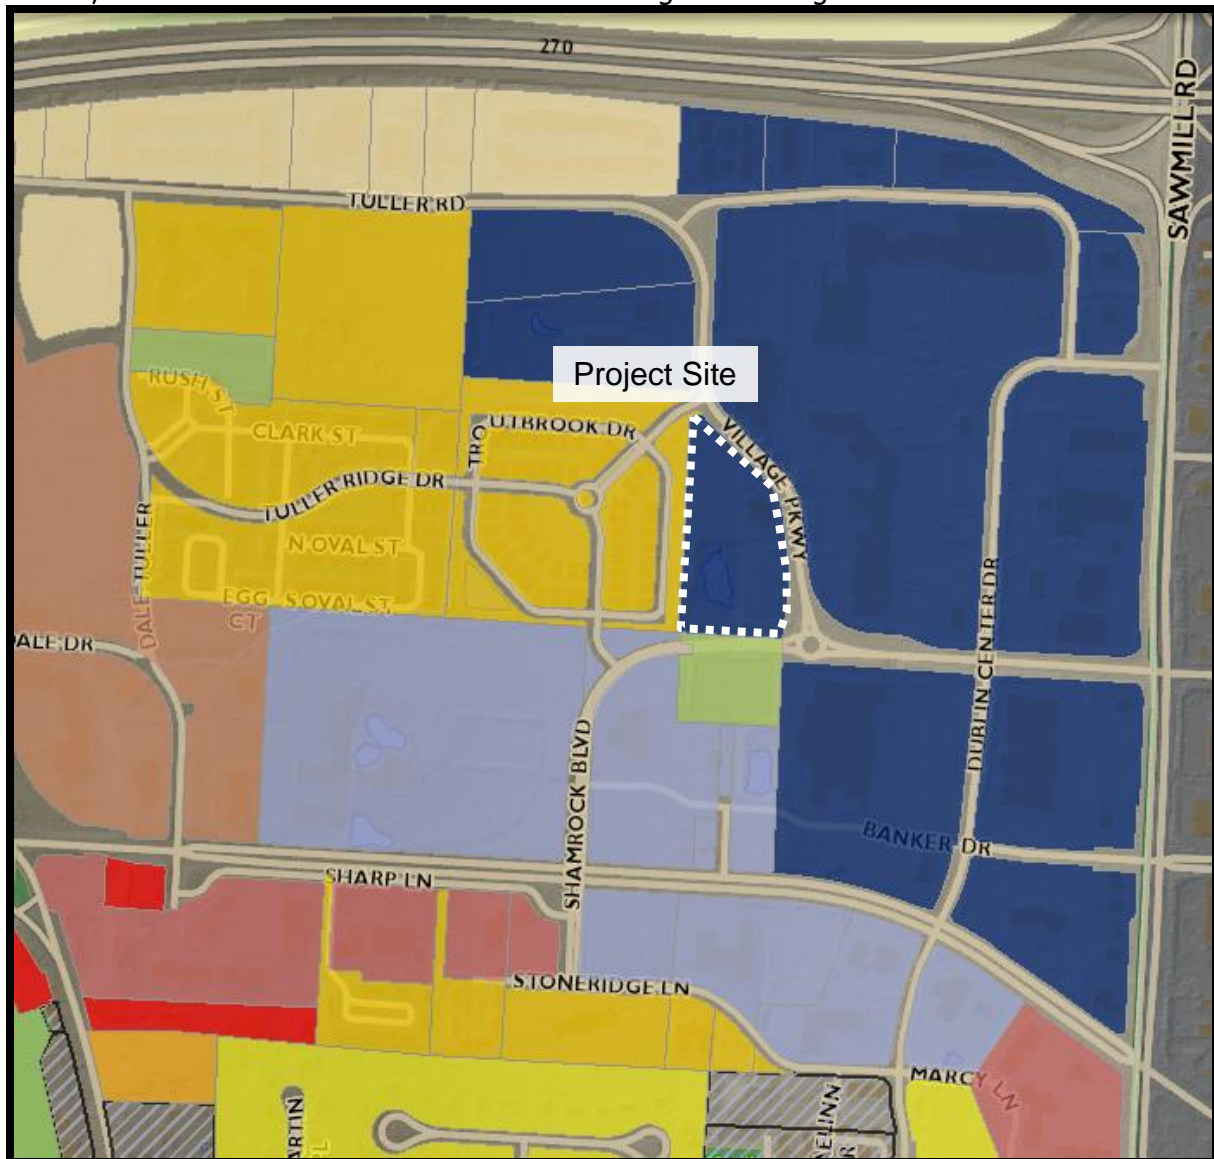 270
SAWMILL RD
TULLER RD
Project Site
RUSH ST
CLARK ST
TROUTBROOK DR
VILLAGE PKWY
TULLER RIDGE DR
DALE TULLER
N OVAL ST
EGG CT
S OVAL ST
DALE DR
DUBLIN CENTER DR
SHAMROCK BLVD
BANKER DR
SHARP LN
STONERIDGE LN
MARCY LN
MARTIN